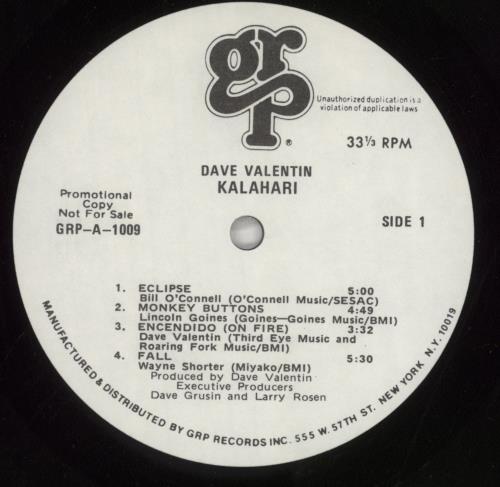 grp®
Unauthorized duplication is a
violation of applicable laws
33⅓ RPM
DAVE VALENTIN
KALAHARI
Promotional
Copy
Not For Sale
GRP-A-1009
SIDE 1
1. ECLIPSE 5:00
Bill O'Connell (O'Connell Music/SESAC)
2. MONKEY BUTTONS 4:49
Lincoln Goines (Goines-Goines Music/BMI)
3. ENCENDIDO (ON FIRE) 3:32
Dave Valentin (Third Eye Music and
Roaring Fork Music/BMI)
4. FALL 5:30
Wayne Shorter (Miyako/BMI)
Produced by Dave Valentin
Executive Producers
Dave Grusin and Larry Rosen
MANUFACTURED & DISTRIBUTED BY GRP RECORDS INC. 555 W. 57TH ST. NEW YORK N.Y. 10019